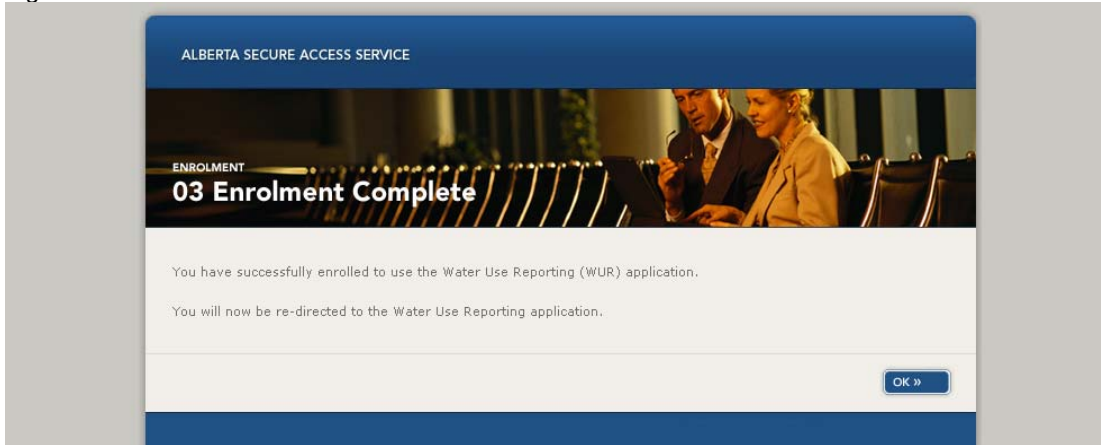 ALBERTA SECURE ACCESS SERVICE
ENROLMENT
03 Enrolment Complete
You have successfully enrolled to use the Water Use Reporting (WUR) application.
You will now be re-directed to the Water Use Reporting application.
OK »